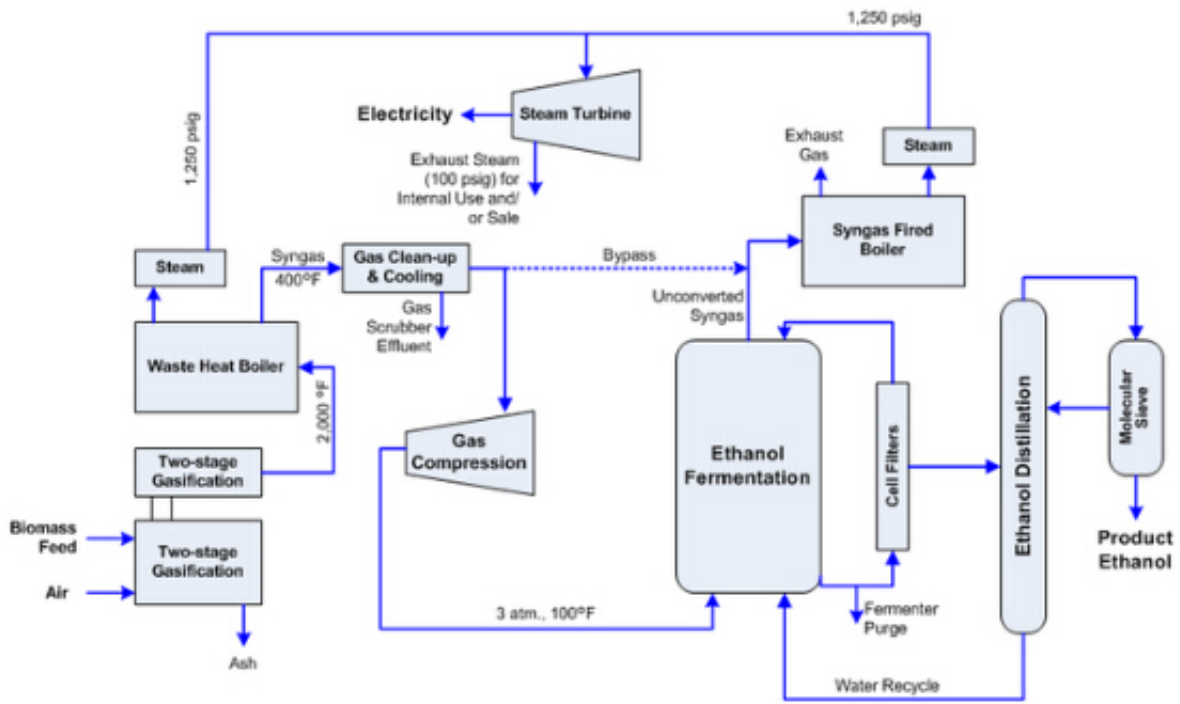 1,250 psig
1,250 psig
Electricity
Steam Turbine
Exhaust Steam
(100 psig) for
Internal Use and/
or Sale
Exhaust
Gas
Steam
Syngas Fired
Boiler
Steam
Syngas
400°F
Gas Clean-up
& Cooling
Bypass
Gas
Scrubber
Effluent
Unconverted
Syngas
Waste Heat Boiler
2,000 °F
Two-stage
Gasification
Gas
Compression
Ethanol
Fermentation
Cell Filters
Ethanol Distillation
Molecular
Sieve
Biomass
Feed
Two-stage
Gasification
Air
Product
Ethanol
3 atm., 100°F
Fermenter
Purge
Ash
Water Recycle